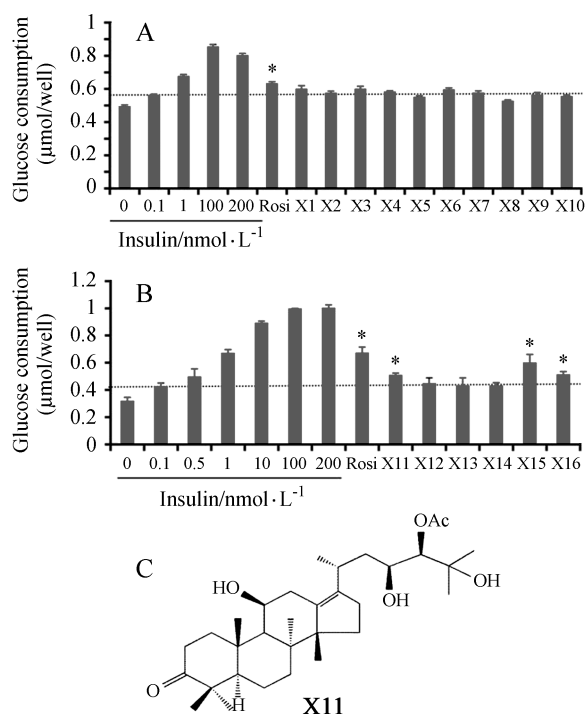 A
Glucose consumption
(μmol/well)
1
0.8
0.6
0.4
0.2
0
*
0 0.1 1 100 200 Rosi X1 X2 X3 X4 X5 X6 X7 X8 X9 X10
Insulin/nmol·L-1
B
Glucose consumption
(μmol/well)
1.2
1
0.8
0.6
0.4
0.2
0
* * * *
0 0.1 0.5 1 10 100 200 Rosi X11 X12 X13 X14 X15 X16
Insulin/nmol·L-1
C
OAc
HO
OH
OH
O
H
X11